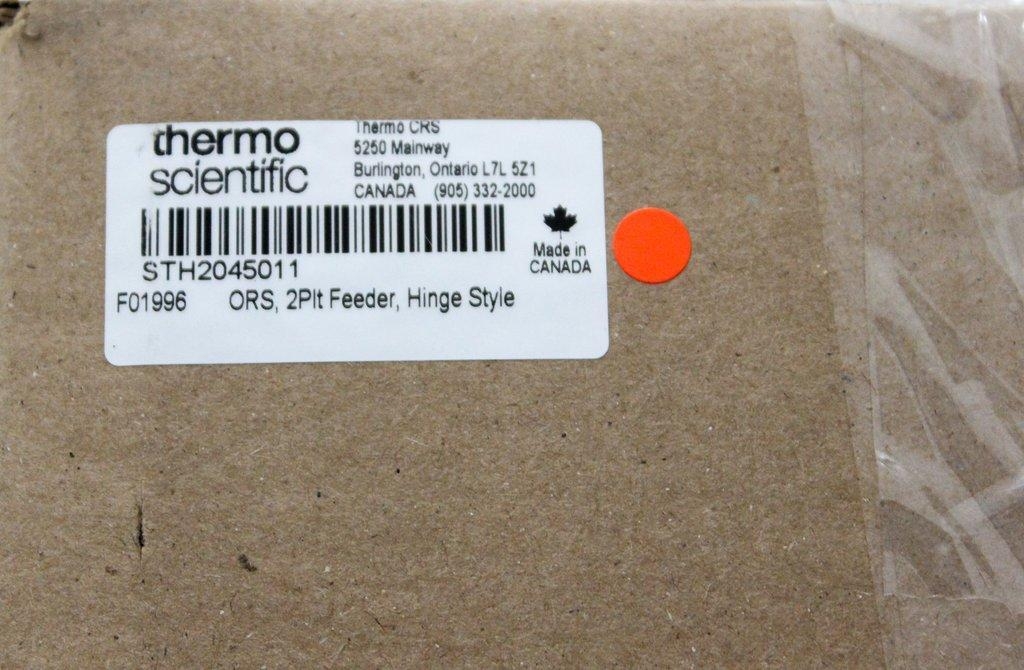 thermo
scientific
Thermo CRS
5250 Mainway
Burlington, Ontario L7L 5Z1
CANADA (905) 332-2000
Made in
CANADA
STH2045011
F01996 ORS, 2Plt Feeder, Hinge Style